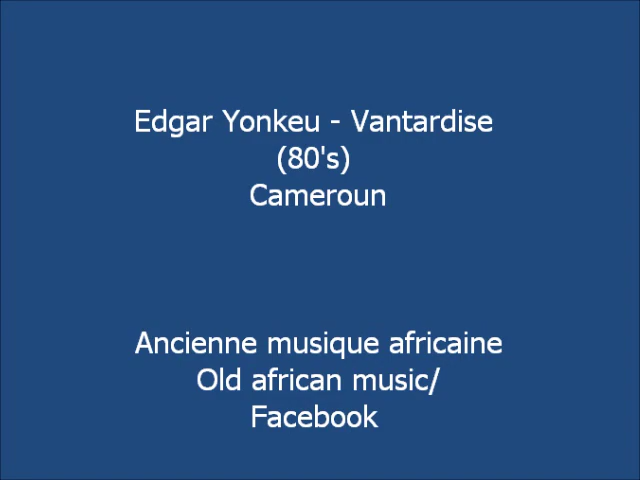 Edgar Yonkeu - Vantardise
(80's)
Cameroun
Ancienne musique africaine
Old african music/
Facebook